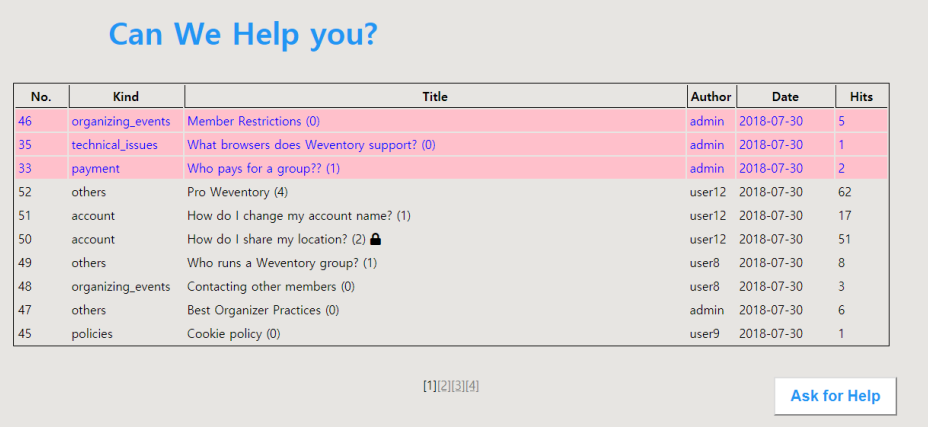 Can We Help you?
No. Kind Title Author Date Hits
46 organizing_events Member Restrictions (0) admin 2018-07-30 5
35 technical_issues What browsers does Weventory support? (0) admin 2018-07-30 1
33 payment Who pays for a group?? (1) admin 2018-07-30 2
52 others Pro Weventory (4) user12 2018-07-30 62
51 account How do I change my account name? (1) user12 2018-07-30 17
50 account How do I share my location? (2) user12 2018-07-30 51
49 others Who runs a Weventory group? (1) user8 2018-07-30 8
48 organizing_events Contacting other members (0) user8 2018-07-30 3
47 others Best Organizer Practices (0) admin 2018-07-30 6
45 policies Cookie policy (0) user9 2018-07-30 1
[1][2][3][4]
Ask for Help